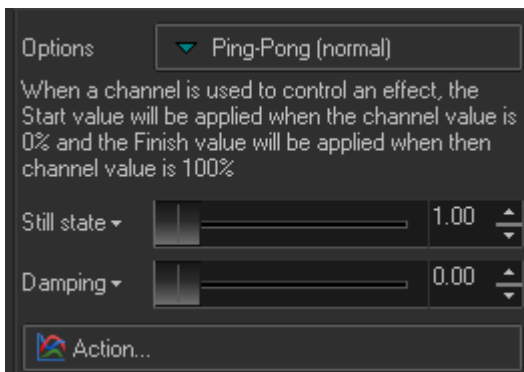 Options Ping-Pong (normal)
When a channel is used to control an effect, the
Start value will be applied when the channel value is
0% and the Finish value will be applied when then
channel value is 100%
Still state 1.00
Damping 0.00
Action...